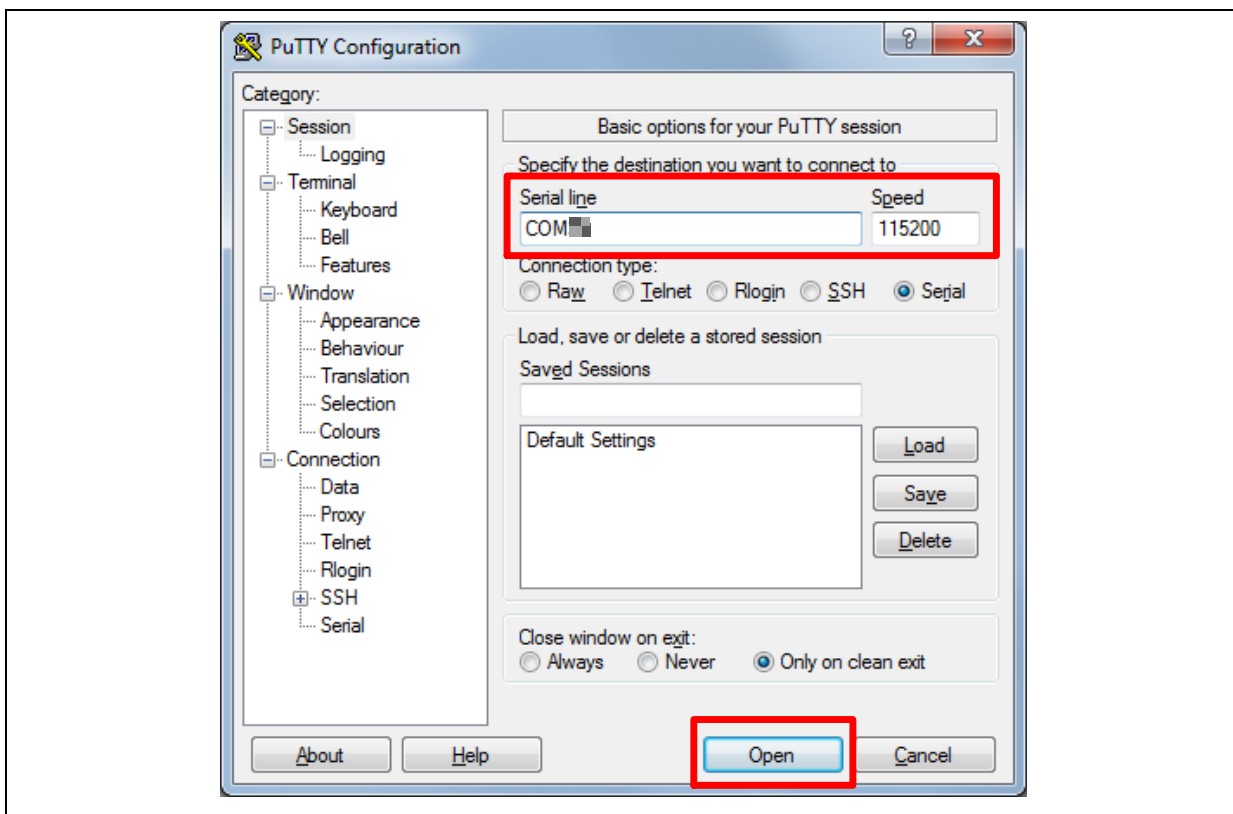 PuTTY Configuration
Category:
Session
Logging
Terminal
Keyboard
Bell
Features
Window
Appearance
Behaviour
Translation
Selection
Colours
Connection
Data
Proxy
Telnet
Rlogin
SSH
Serial
Basic options for your PuTTY session
Specify the destination you want to connect to
Serial line Speed
COM 115200
Connection type:
Raw Telnet Rlogin SSH Serial
Load, save or delete a stored session
Saved Sessions
Default Settings
Load
Save
Delete
Close window on exit:
Always Never Only on clean exit
About Help Open Cancel